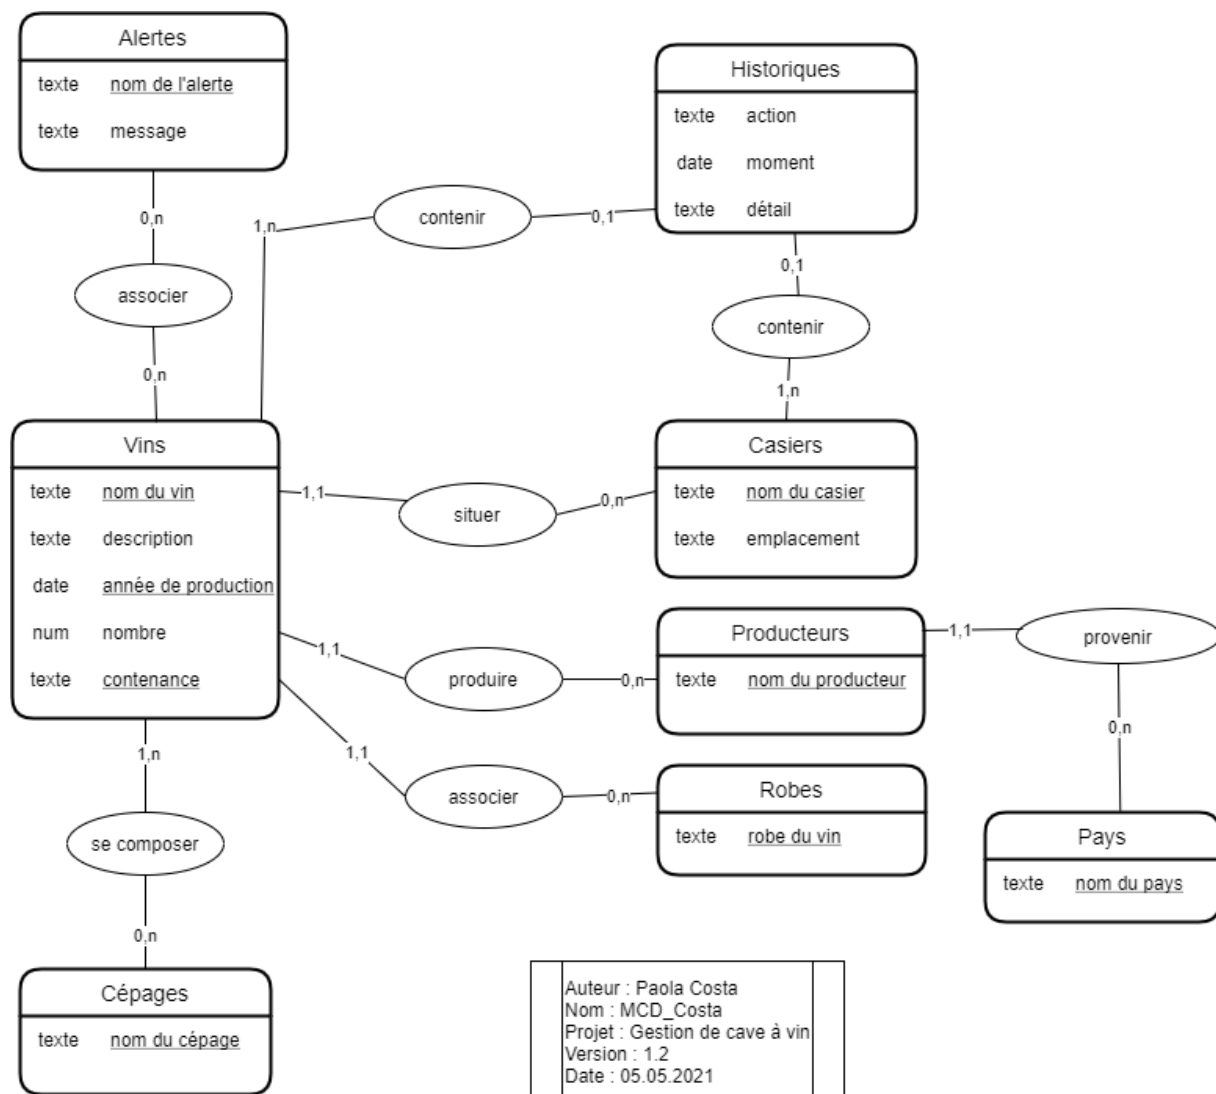 Alertes
texte nom de l'alerte
texte message
0,n
associer
0,n
Historiques
texte action
date moment
texte détail
1,n
contenir
0,1
0,1
contenir
1,n
Vins
texte nom du vin
texte description
date année de production
num nombre
texte contenance
1,1
situer
0,n
Casiers
texte nom du casier
texte emplacement
1,1
produire
0,n
Producteurs
texte nom du producteur
1,1
provenir
0,n
Pays
texte nom du pays
1,1
associer
0,n
Robes
texte robe du vin
1,n
se composer
0,n
Cépages
texte nom du cépage
Auteur : Paola Costa
Nom : MCD_Costa
Projet : Gestion de cave à vin
Version : 1.2
Date : 05.05.2021